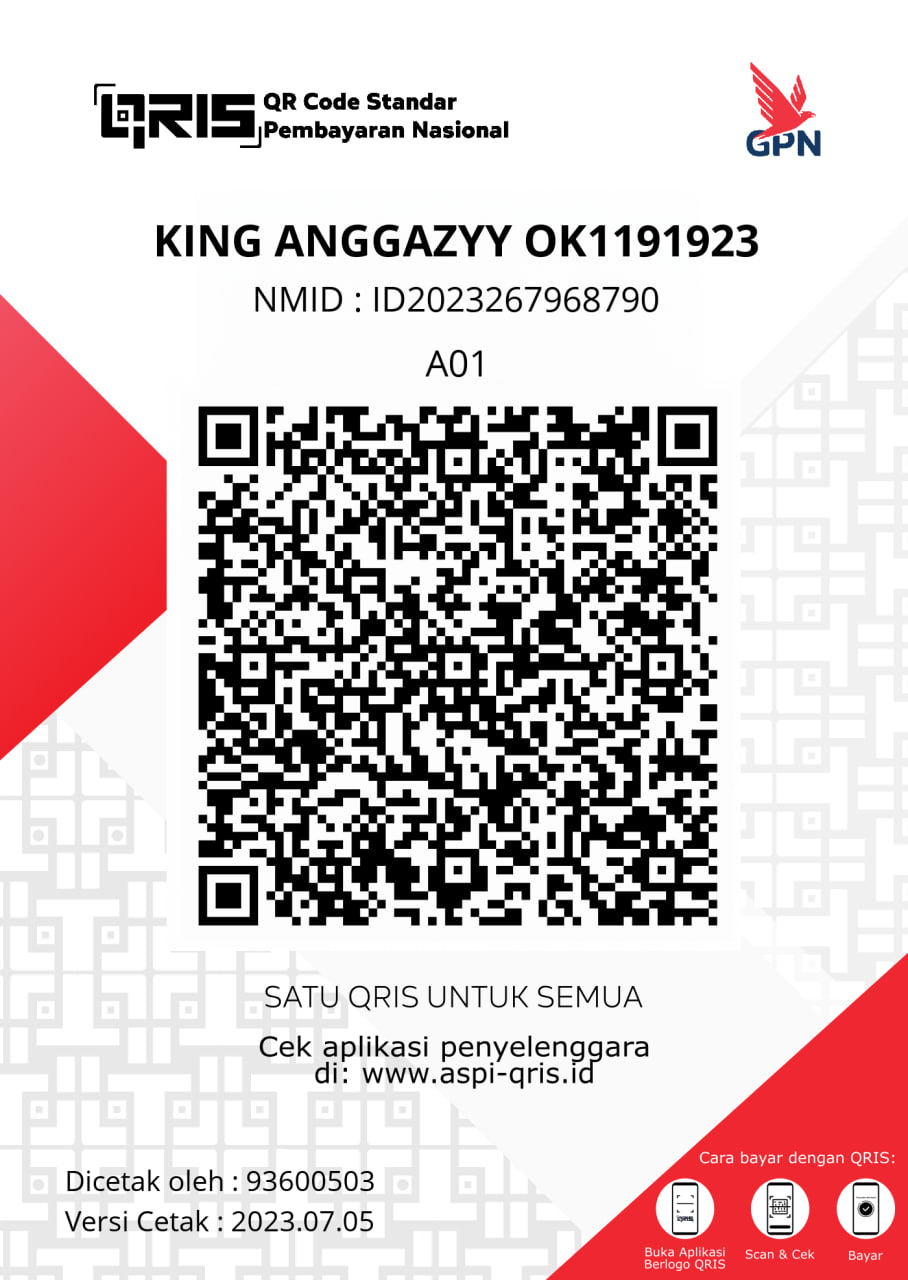 QRIS
QR Code Standar
Pembayaran Nasional
GPN
KING ANGGAZYY OK1191923
NMID : ID2023267968790
A01
SATU QRIS UNTUK SEMUA
Cek aplikasi penyelenggara
di: www.aspi-qris.id
Dicetak oleh : 93600503
Versi Cetak : 2023.07.05
Cara bayar dengan QRIS:
Buka Aplikasi
Berlogo QRIS
Scan & Cek
Bayar